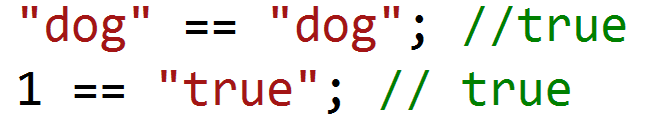 "dog" == "dog"; //true
1 == "true"; // true